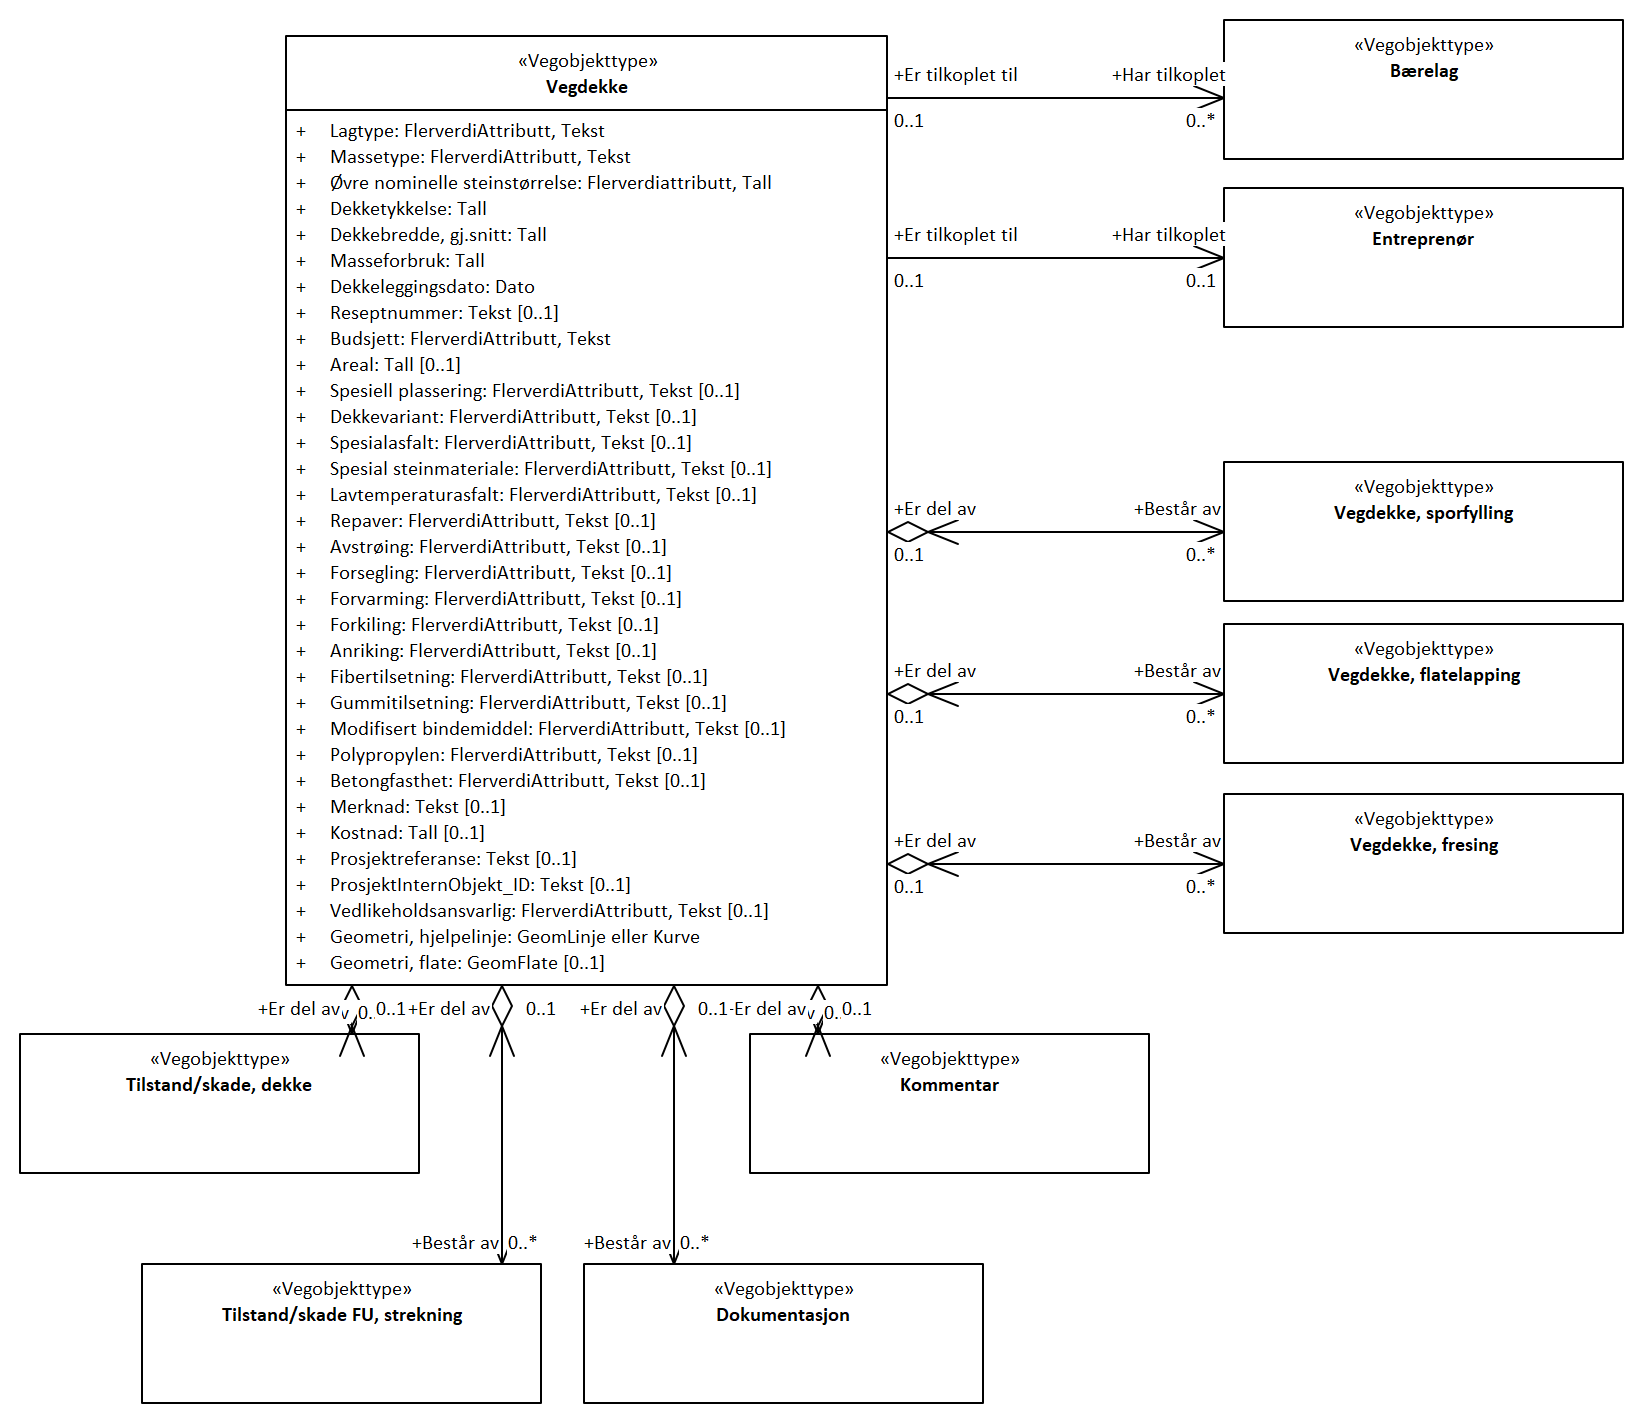 «Vegobjekttype»
Vegdekke
+ Lagtype: FlerverdiAttributt, Tekst
+ Massetype: FlerverdiAttributt, Tekst
+ Øvre nominelle steinstørrelse: Flerverdiattributt, Tall
+ Dekketykkelse: Tall
+ Dekkebredde, gj.snitt: Tall
+ Masseforbruk: Tall
+ Dekkeleggingsdato: Dato
+ Reseptnummer: Tekst [0..1]
+ Budsjett: FlerverdiAttributt, Tekst
+ Areal: Tall [0..1]
+ Spesiell plassering: FlerverdiAttributt, Tekst [0..1]
+ Dekkevariant: FlerverdiAttributt, Tekst [0..1]
+ Spesialasfalt: FlerverdiAttributt, Tekst [0..1]
+ Spesial steinmateriale: FlerverdiAttributt, Tekst [0..1]
+ Lavtemperaturasfalt: FlerverdiAttributt, Tekst [0..1]
+ Repaver: FlerverdiAttributt, Tekst [0..1]
+ Avstrøing: FlerverdiAttributt, Tekst [0..1]
+ Forsegling: FlerverdiAttributt, Tekst [0..1]
+ Forvarming: FlerverdiAttributt, Tekst [0..1]
+ Forkiling: FlerverdiAttributt, Tekst [0..1]
+ Anriking: FlerverdiAttributt, Tekst [0..1]
+ Fibertilsetning: FlerverdiAttributt, Tekst [0..1]
+ Gummitilsetning: FlerverdiAttributt, Tekst [0..1]
+ Modifisert bindemiddel: FlerverdiAttributt, Tekst [0..1]
+ Polypropylen: FlerverdiAttributt, Tekst [0..1]
+ Betongfasthet: FlerverdiAttributt, Tekst [0..1]
+ Merknad: Tekst [0..1]
+ Kostnad: Tall [0..1]
+ Prosjektreferanse: Tekst [0..1]
+ ProsjektInternObjekt_ID: Tekst [0..1]
+ Vedlikeholdsansvarlig: FlerverdiAttributt, Tekst [0..1]
+ Geometri, hjelpelinje: GeomLinje eller Kurve
+ Geometri, flate: GeomFlate [0..1]
+Er tilkoplet til +Har tilkoplet
0..1 0..*
«Vegobjekttype»
Bærelag
+Er tilkoplet til +Har tilkoplet
0..1 0..1
«Vegobjekttype»
Entreprenør
+Er del av +Består av
0..1 0..*
«Vegobjekttype»
Vegdekke, sporfylling
+Er del av +Består av
0..1 0..*
«Vegobjekttype»
Vegdekke, flatelapping
+Er del av +Består av
0..1 0..*
«Vegobjekttype»
Vegdekke, fresing
+Er del av 0..1 +Er del av 0..1 +Er del av 0..1 Er del av 0..1
«Vegobjekttype»
Tilstand/skade, dekke
«Vegobjekttype»
Kommentar
+Består av 0..* +Består av 0..*
«Vegobjekttype»
Tilstand/skade FU, strekning
«Vegobjekttype»
Dokumentasjon